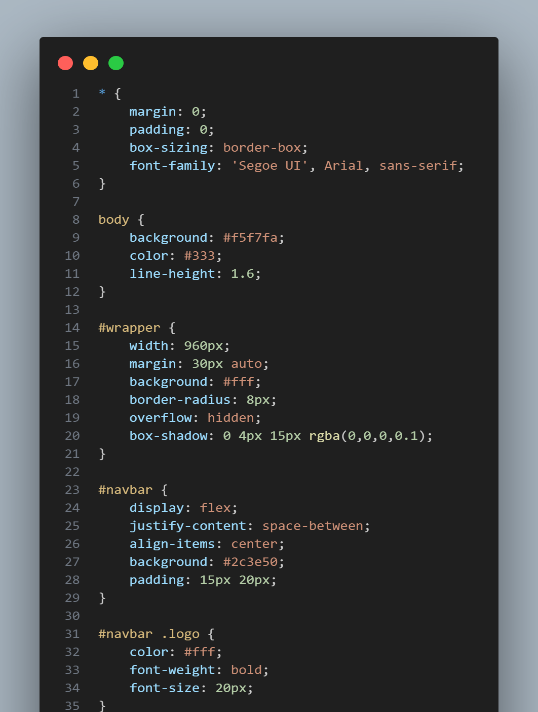 1 * {
2     margin: 0;
3     padding: 0;
4     box-sizing: border-box;
5     font-family: 'Segoe UI', Arial, sans-serif;
6 }
7
8 body {
9     background: #f5f7fa;
10     color: #333;
11     line-height: 1.6;
12 }
13
14 #wrapper {
15     width: 960px;
16     margin: 30px auto;
17     background: #fff;
18     border-radius: 8px;
19     overflow: hidden;
20     box-shadow: 0 4px 15px rgba(0,0,0,0.1);
21 }
22
23 #navbar {
24     display: flex;
25     justify-content: space-between;
26     align-items: center;
27     background: #2c3e50;
28     padding: 15px 20px;
29 }
30
31 #navbar .logo {
32     color: #fff;
33     font-weight: bold;
34     font-size: 20px;
35 }